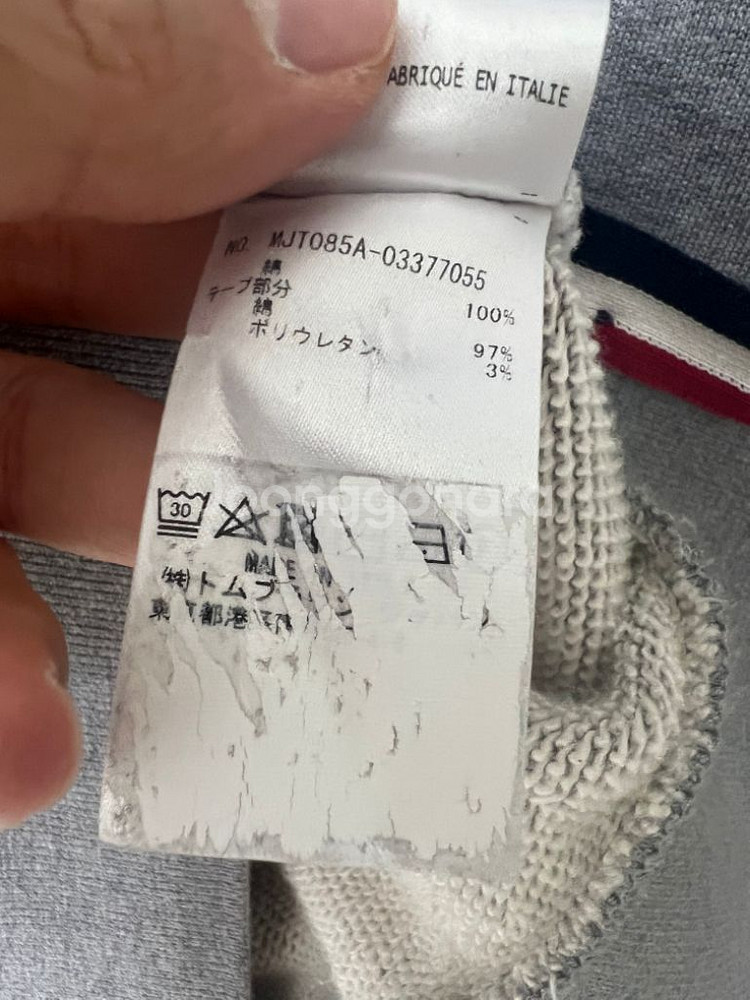 ABRIQUÉ EN ITALIE
NO. MJT085A-03377055
綿 100%
テープ部分
綿 97%
ポリウレタン 3%
30
(株)トムブ
都港区